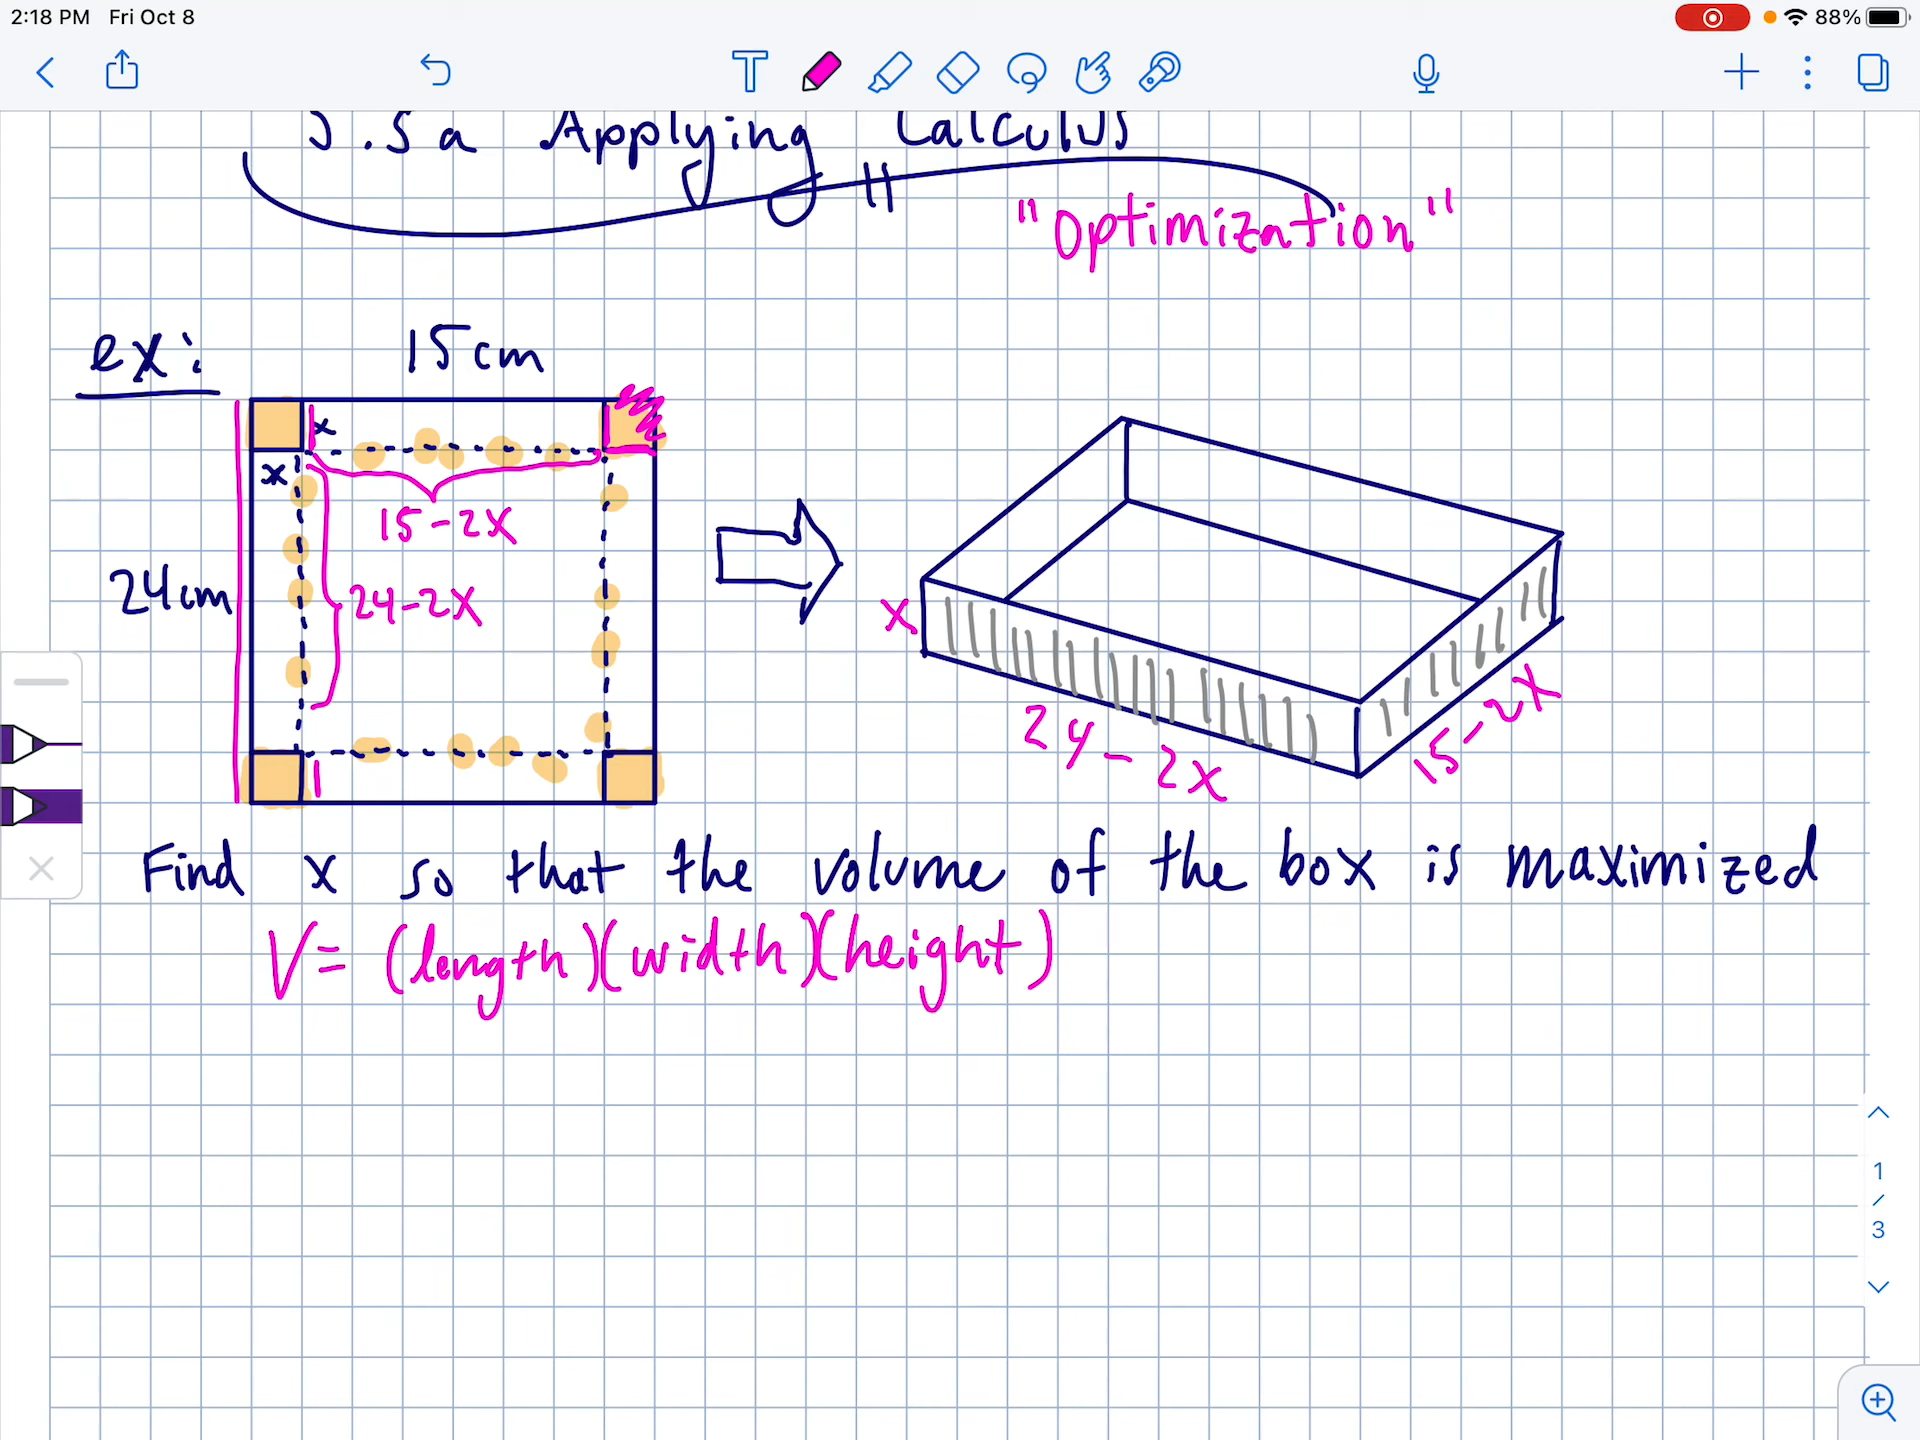 2:18 PM Fri Oct 8 88%
T
5.5a Applying Calculus
"Optimization"
ex: 15cm
x
x
15-2x
24cm
24-2x
x
24-2x
15-2x
Find x so that the volume of the box is maximized
V= (length)(width)(height)
1
/
3